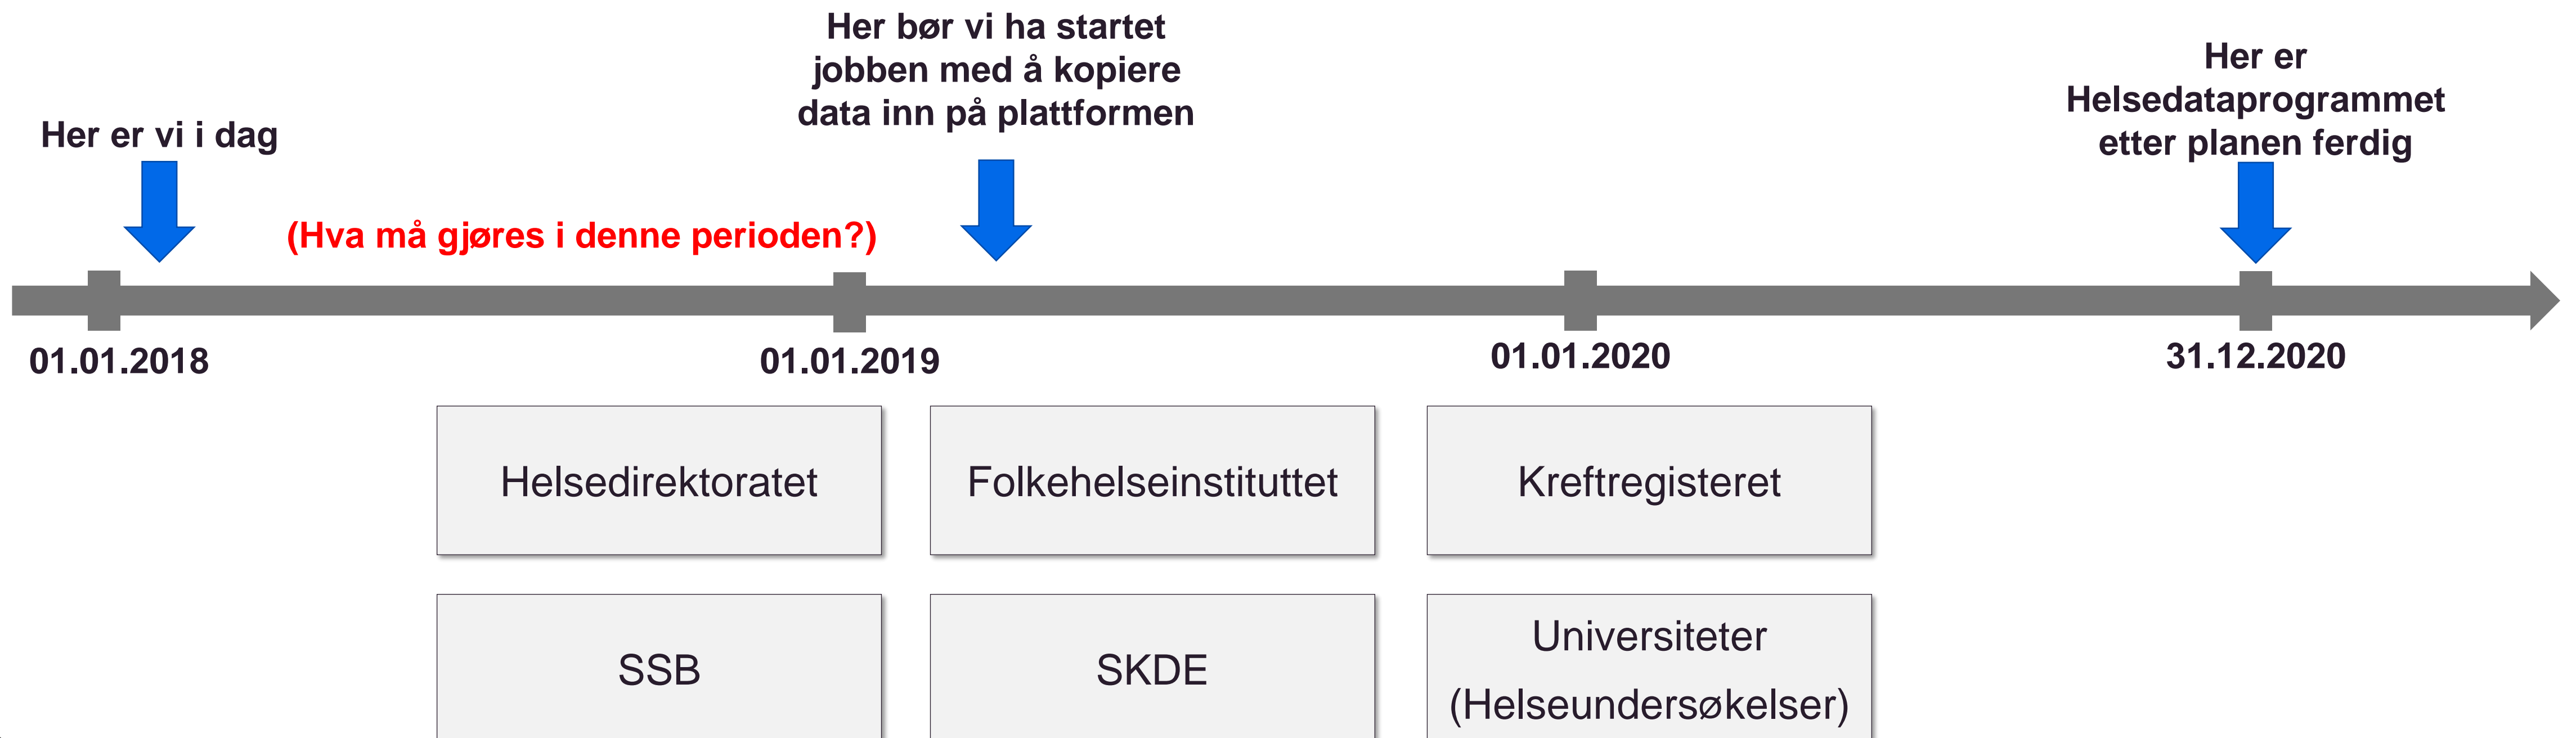 Her er vi i dag
Her bør vi ha startet
jobben med å kopiere
data inn på plattformen
Her er
Helsedataprogrammet
etter planen ferdig
(Hva må gjøres i denne perioden?)
01.01.2018
01.01.2019
01.01.2020
31.12.2020
Helsedirektoratet
Folkehelseinstituttet
Kreftregisteret
SSB
SKDE
Universiteter
(Helseundersøkelser)